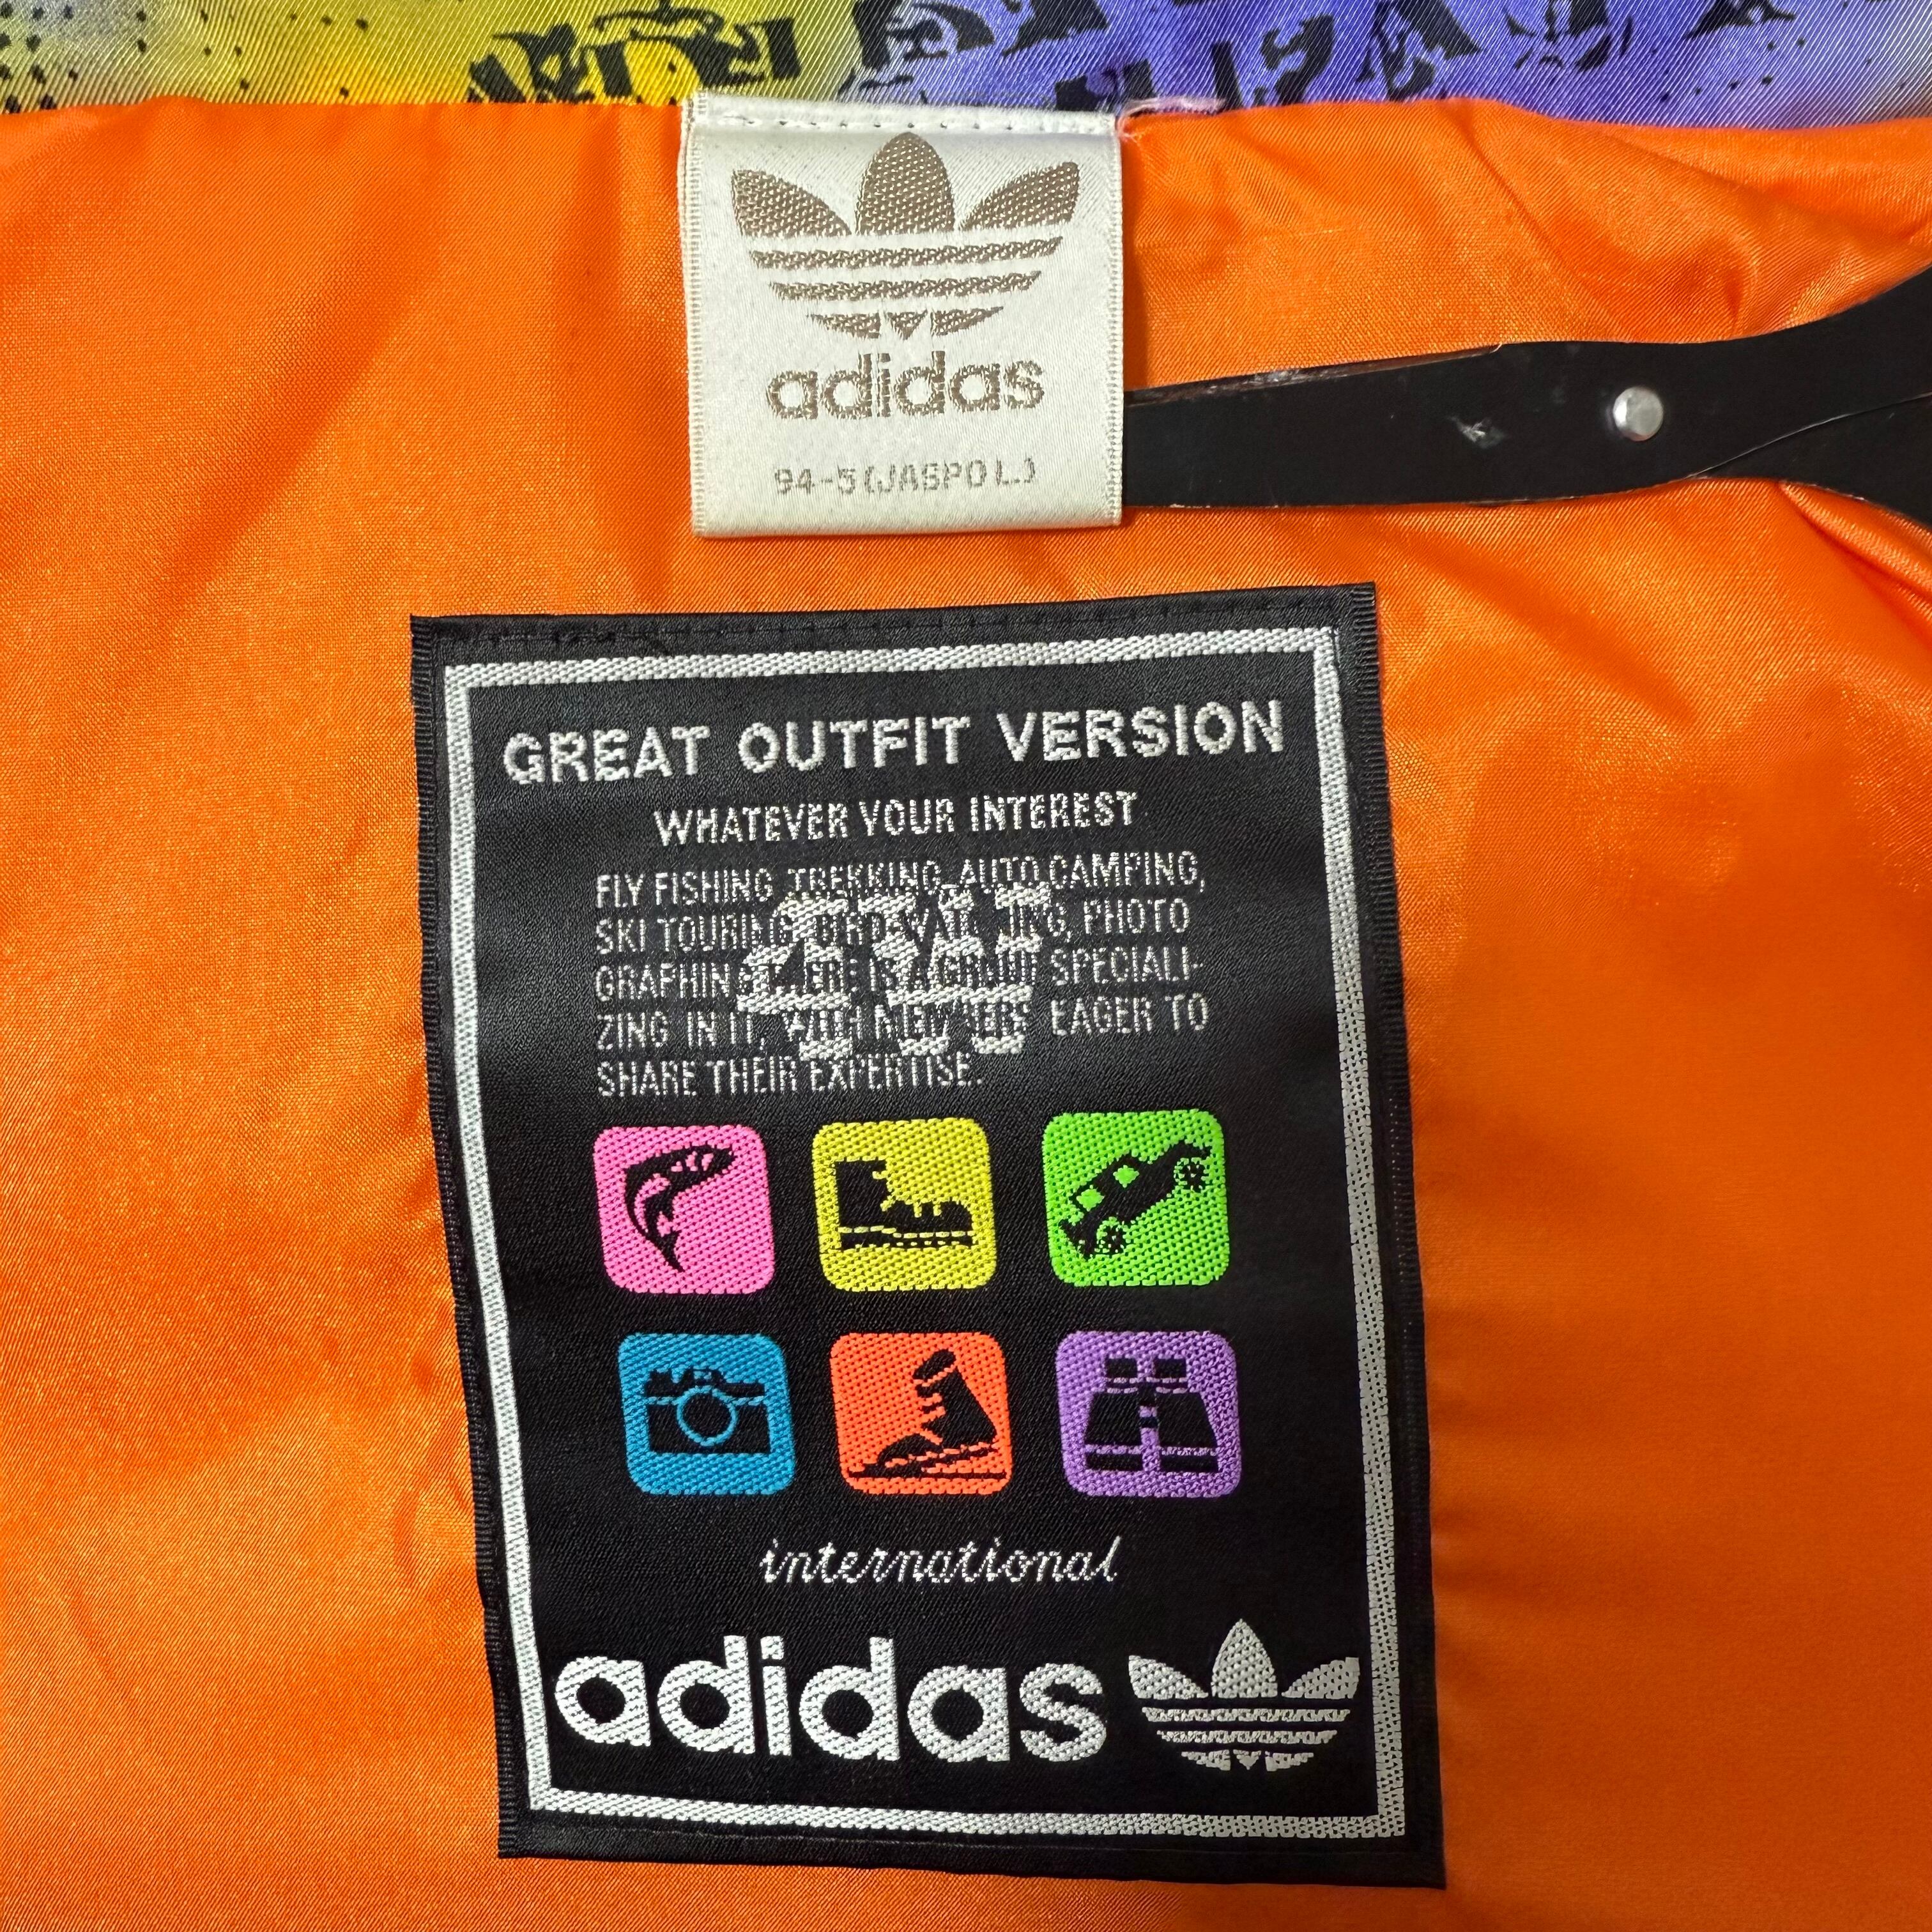 adidas
94-5(JASPO L.)
GREAT OUTFIT VERSION
WHATEVER YOUR INTEREST
FLY FISHING, TREKKING, AUTO CAMPING,
SKI TOURING, BIRD-WATCHING, PHOTO
GRAPHING THERE IS A GROUP SPECIALI-
ZING IN IT, WITH MEMBERS EAGER TO
SHARE THEIR EXPERTISE.
international
adidas